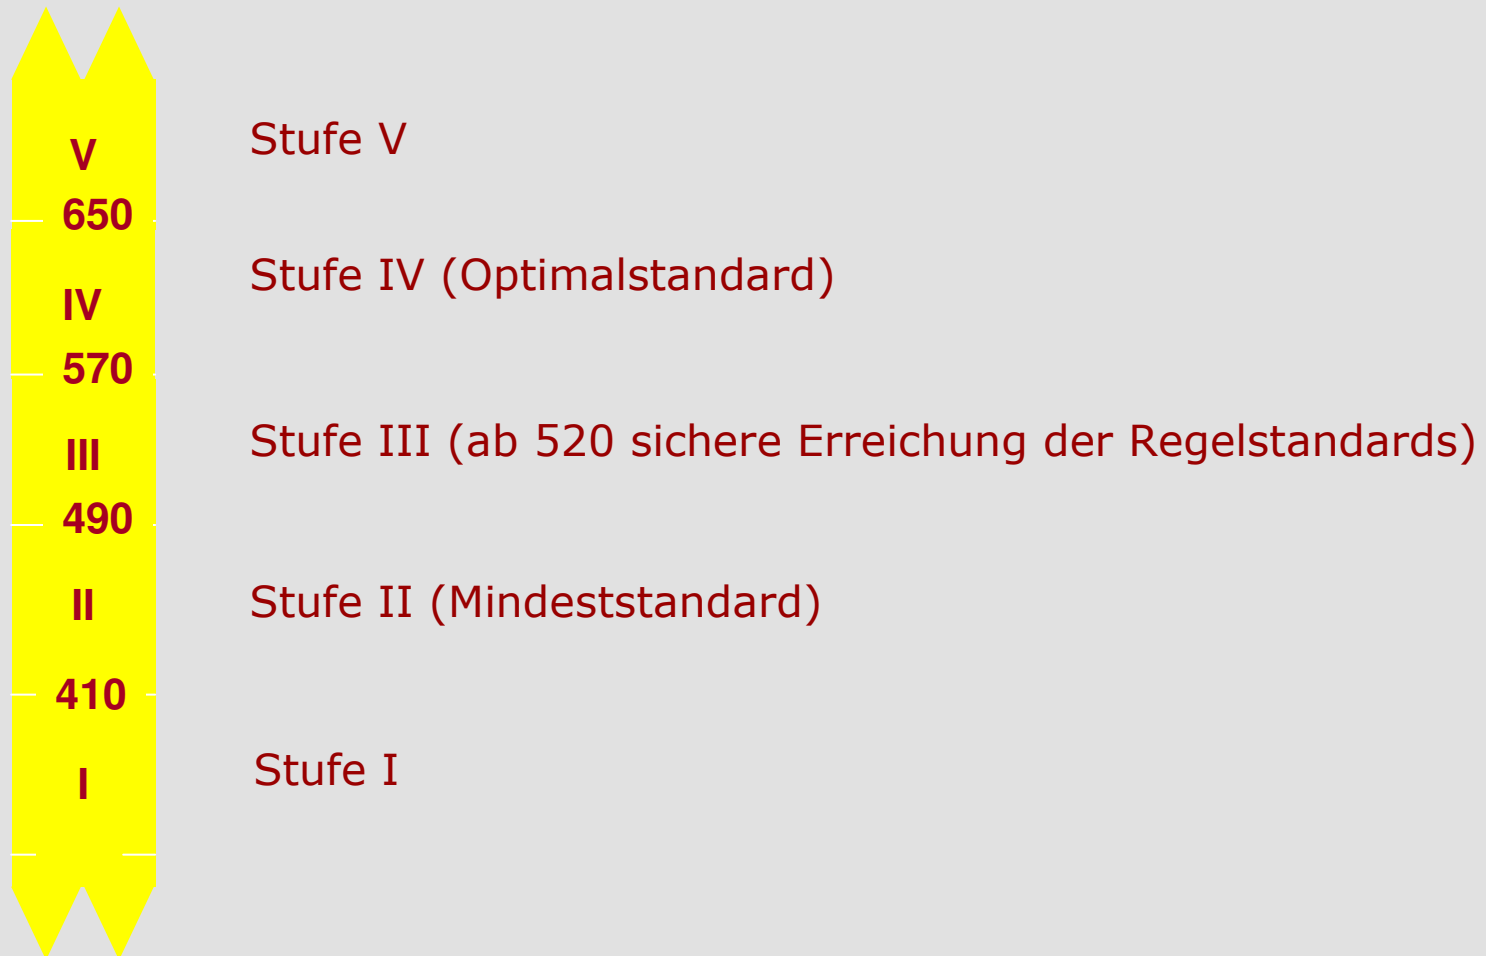 V
Stufe V
650
Stufe IV (Optimalstandard)
IV
570
Stufe III (ab 520 sichere Erreichung der Regelstandards)
III
490
II
Stufe II (Mindeststandard)
410
I
Stufe I